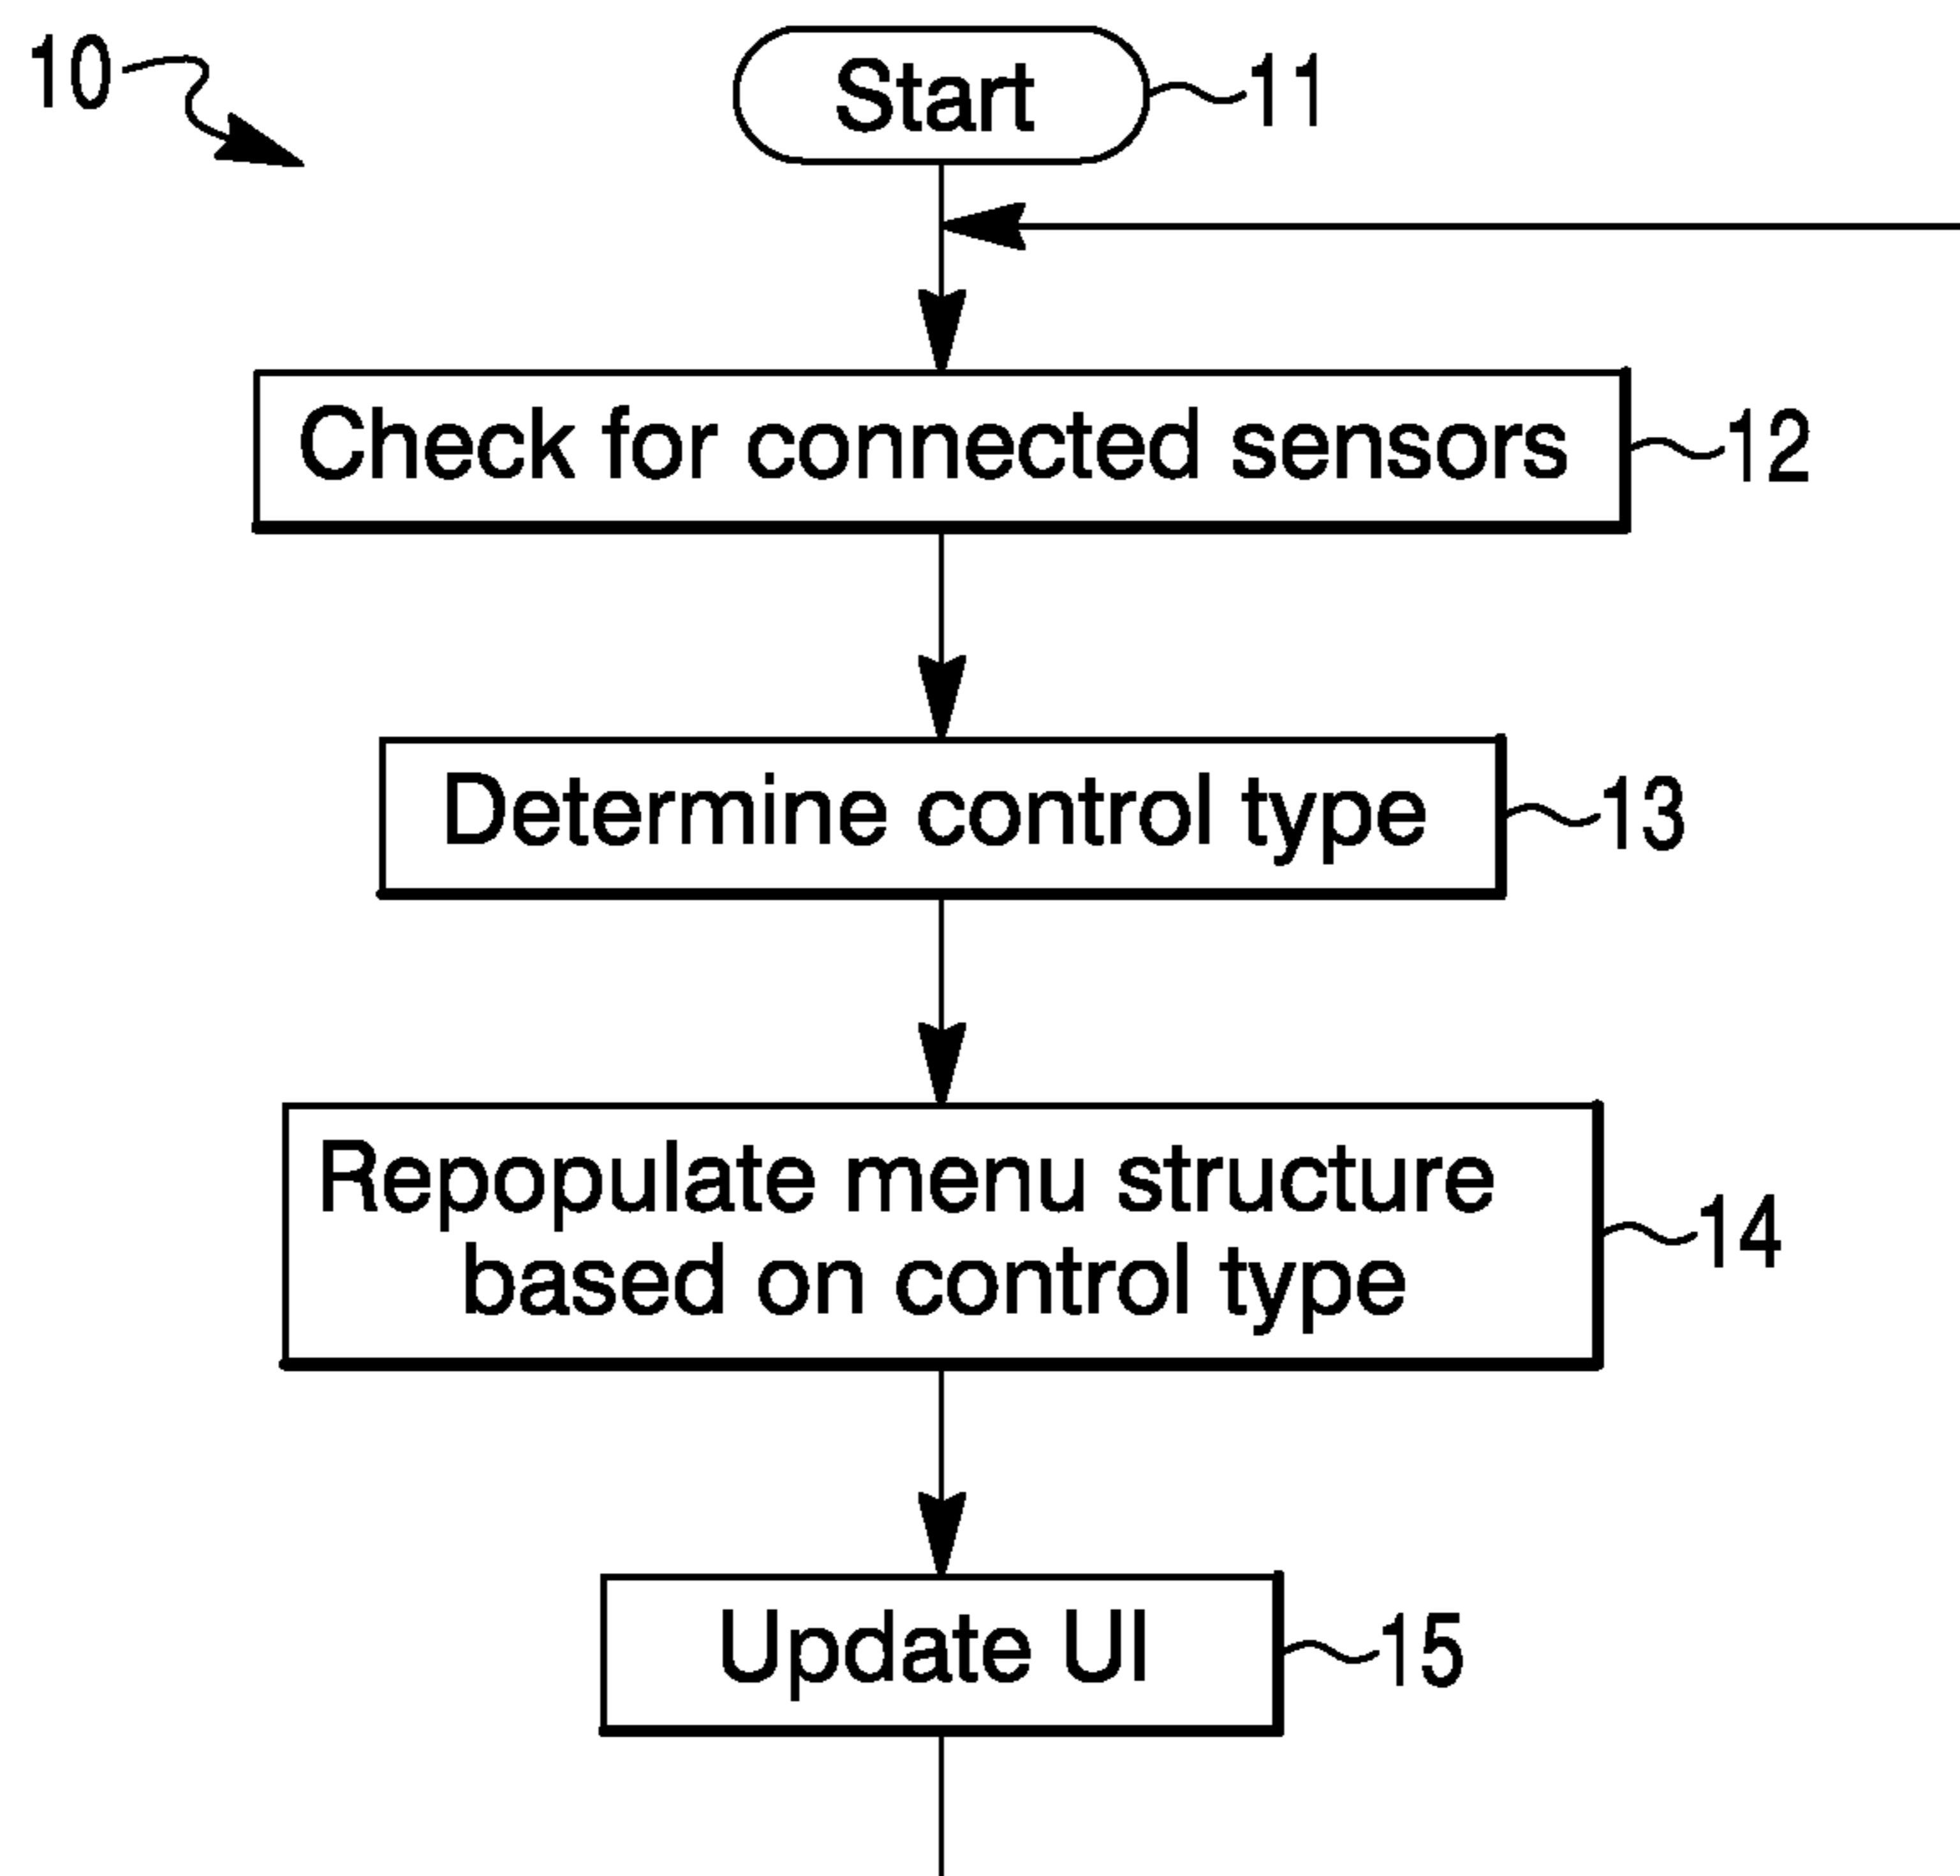 10
Start
11
Check for connected sensors
12
Determine control type
13
Repopulate menu structure
based on control type
14
Update UI
15